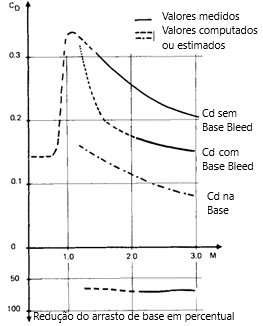 C_D
Valores medidos
Valores computados
ou estimados
0.3
0.2
0.1
0
Cd sem
Base Bleed
Cd com
Base Bleed
Cd na
Base
1.0
2.0
M
3.0
50
100
Redução do arrasto de base em percentual